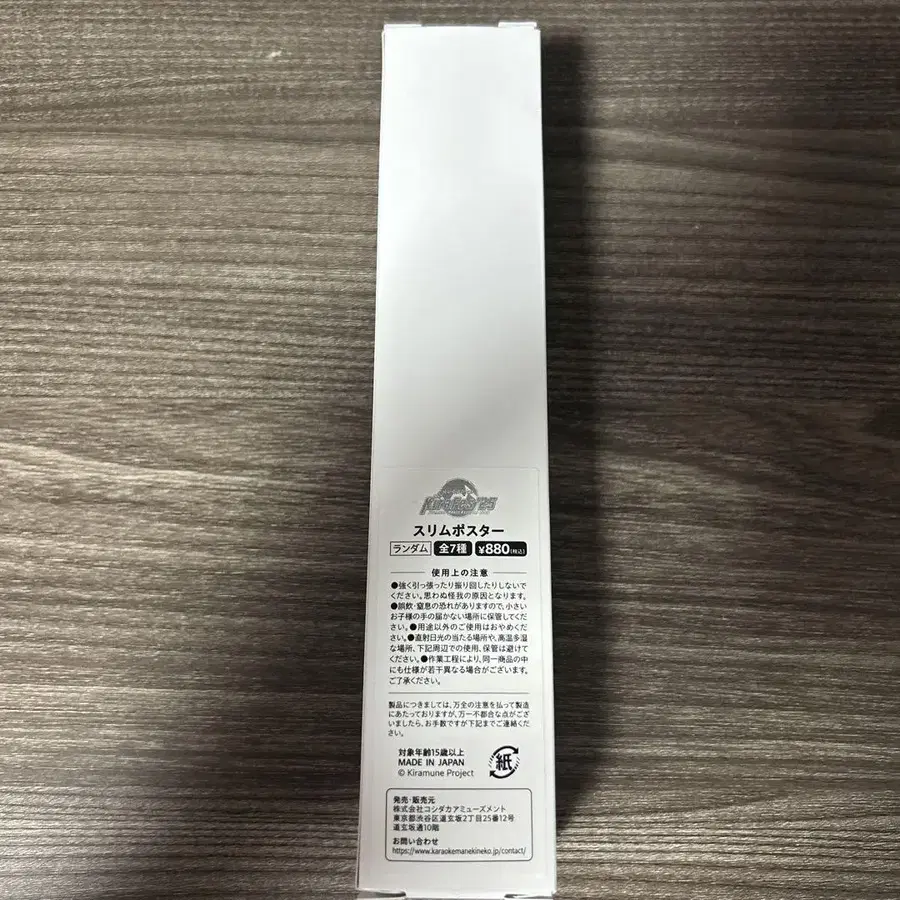 KiraFes'25
スリムポスター
ランダム 全7種 ¥880(税込)
使用上の注意
●強く引っ張ったり振り回したりしないで
ください。思わぬ怪我の原因となります。
●誤飲・窒息の恐れがありますので、小さい
お子様の手の届かない場所に保管してくだ
さい。●用途以外のご使用はおやめくだ
さい。●直射日光の当たる場所や、高温多湿
な場所、下記周辺での使用、保管は避けて
ください。●作業工程により、同一商品の中
にも仕様が若干異なる場合がございます。
ご了承ください。
製品につきましては、万全の注意を払って製造
にあたっておりますが、万一不都合な点がござ
いましたら、お手数ですが下記までご連絡くださ
い。
対象年齢15歳以上
MADE IN JAPAN
© Kiramune Project
紙
発売・販売元
株式会社コシダカアミューズメント
東京都渋谷区道玄坂2丁目25番12号
道玄坂通10階
お問い合わせ
https://www.karaokemanekineko.jp/contact/